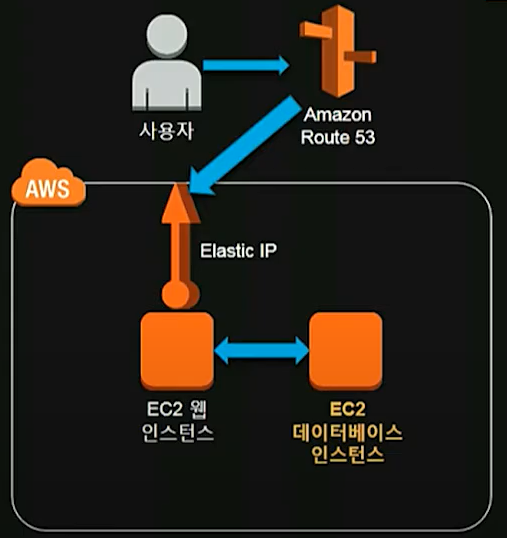 사용자
Amazon
Route 53
AWS
Elastic IP
EC2 웹
인스턴스
EC2
데이터베이스
인스턴스